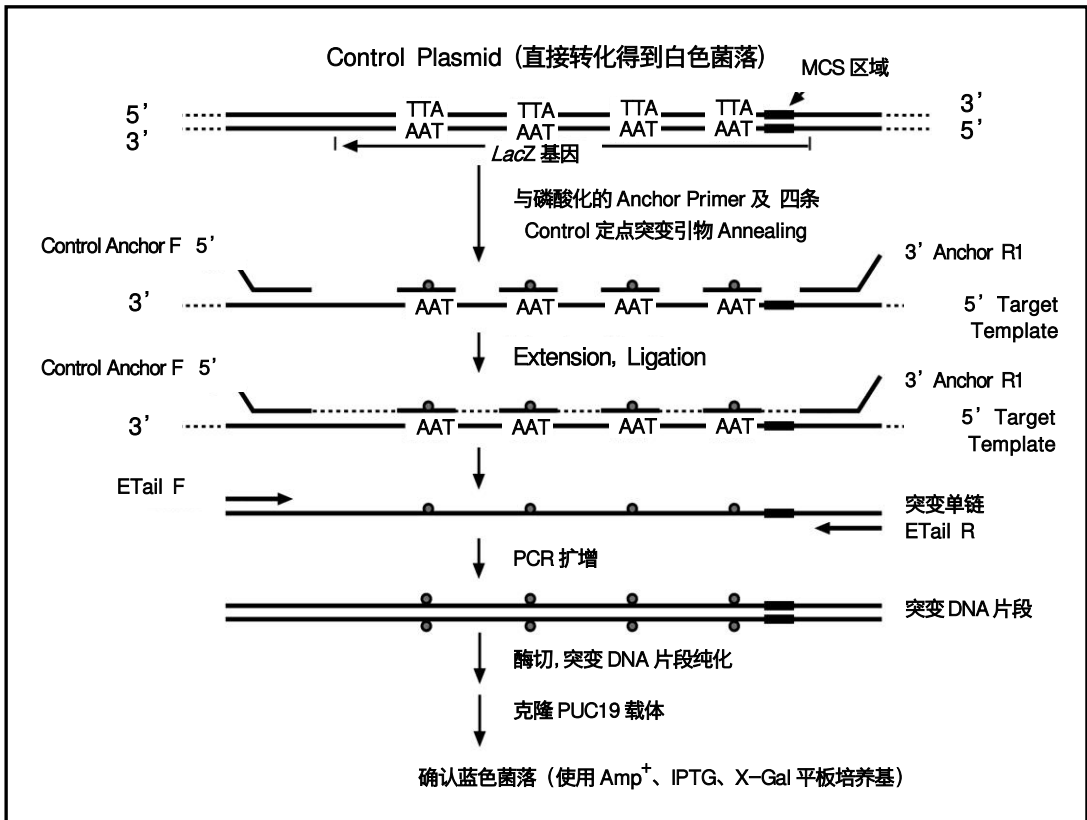 Control Plasmid (直接转化得到白色菌落)
MCS 区域
5’ TTA TTA TTA TTA 3’
3’ AAT AAT AAT AAT 5’
LacZ 基因
与磷酸化的 Anchor Primer 及 四条
Control 定点突变引物 Annealing
Control Anchor F 5’
3’ Anchor R1
3’ AAT AAT AAT AAT 5’ Target
Template
Extension, Ligation
Control Anchor F 5’
3’ Anchor R1
3’ AAT AAT AAT AAT 5’ Target
Template
ETail F
突变单链
ETail R
PCR 扩增
突变 DNA 片段
酶切,突变 DNA 片段纯化
克隆 PUC19 载体
确认蓝色菌落 (使用 Amp⁺、IPTG、X-Gal 平板培养基)